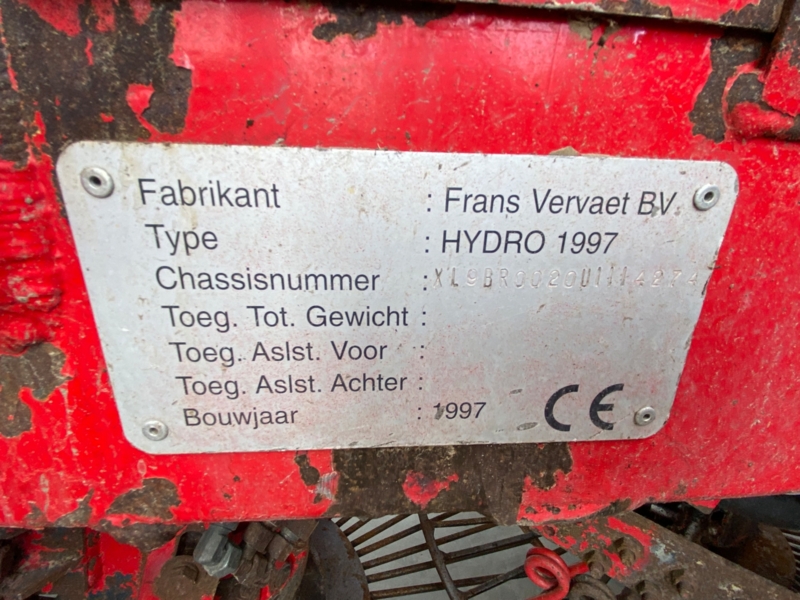 Fabrikant : Frans Vervaet BV.
Type : HYDRO 1997
Chassisnummer :
Toeg. Tot. Gewicht :
Toeg. Aslst. Voor :
Toeg. Aslst. Achter :
Bouwjaar : 1997 CE